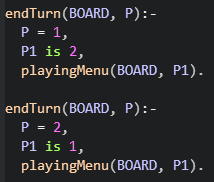 endTurn(BOARD, P):-
  P = 1,
  P1 is 2,
  playingMenu(BOARD, P1).

endTurn(BOARD, P):-
  P = 2,
  P1 is 1,
  playingMenu(BOARD, P1).